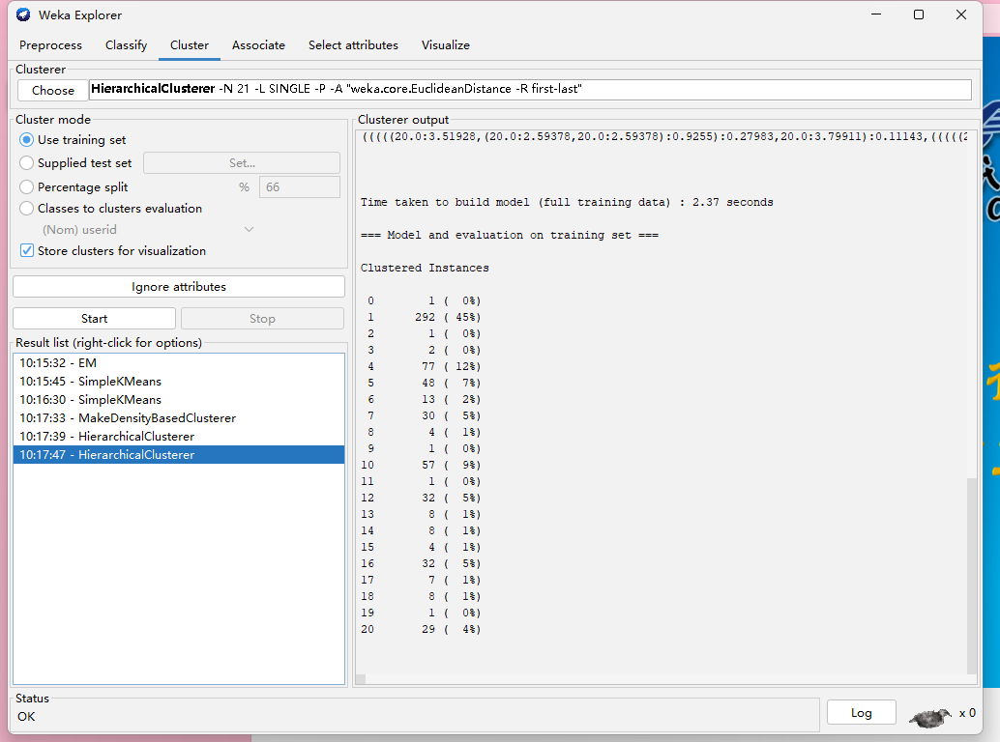 Weka Explorer
Preprocess Classify Cluster Associate Select attributes Visualize
Clusterer
Choose HierarchicalClusterer -N 21 -L SINGLE -P -A "weka.core.EuclideanDistance -R first-last"
Cluster mode
Use training set
Supplied test set Set...
Percentage split % 66
Classes to clusters evaluation
(Nom) userid
Store clusters for visualization
Ignore attributes
Start Stop
Result list (right-click for options)
10:15:32 - EM
10:15:45 - SimpleKMeans
10:16:30 - SimpleKMeans
10:17:33 - MakeDensityBasedClusterer
10:17:39 - HierarchicalClusterer
10:17:47 - HierarchicalClusterer
Clusterer output
(((((20.0:3.51928,(20.0:2.59378,20.0:2.59378):0.9255):0.27983,20.0:3.79911):0.11143,(((((2
Time taken to build model (full training data) : 2.37 seconds
=== Model and evaluation on training set ===
Clustered Instances
0 1 ( 0%)
1 292 ( 45%)
2 1 ( 0%)
3 2 ( 0%)
4 77 ( 12%)
5 48 ( 7%)
6 13 ( 2%)
7 30 ( 5%)
8 4 ( 1%)
9 1 ( 0%)
10 57 ( 9%)
11 1 ( 0%)
12 32 ( 5%)
13 8 ( 1%)
14 8 ( 1%)
15 4 ( 1%)
16 32 ( 5%)
17 7 ( 1%)
18 8 ( 1%)
19 1 ( 0%)
20 29 ( 4%)
Status
OK
Log x 0